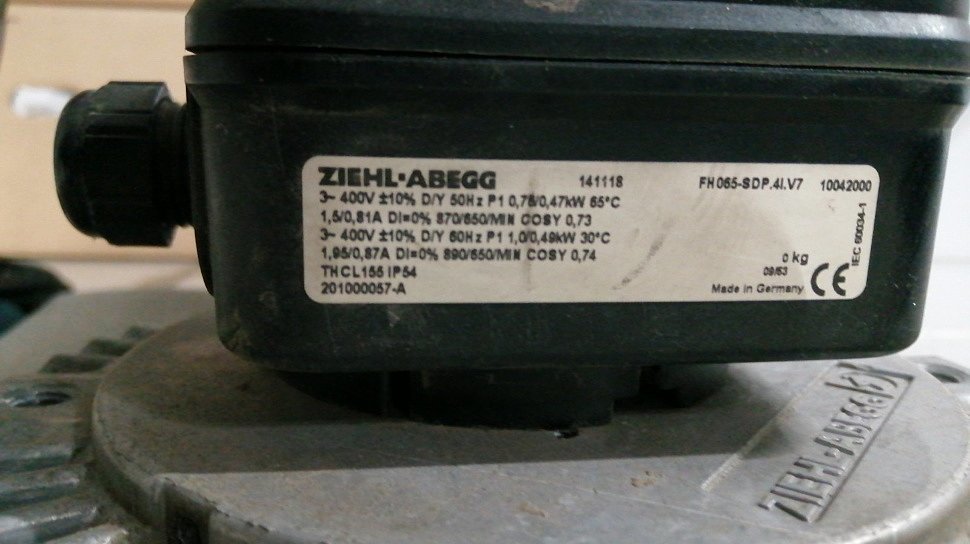 ZIEHL-ABEGG 141118 FH065-SDP.4I.V7 10042000
3~ 400V ±10% D/Y 50Hz P1 0,78/0,47kW 65°C
1,5/0,81A DI=0% 870/650/MIN COSY 0,73
3~ 400V ±10% D/Y 60Hz P1 1,0/0,49kW 30°C
1,95/0,87A DI=0% 890/650/MIN COSY 0,74
THCL155 IP54
201000057-A
0 kg
09/53
Made in Germany CE
IEC 60034-1
ZIEHL-ABEGG